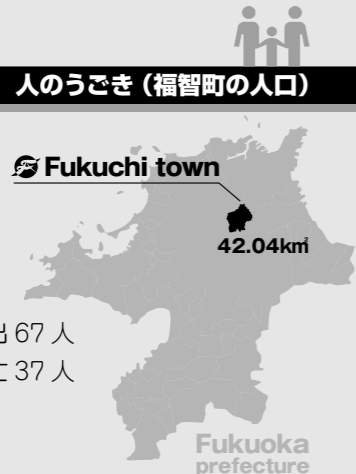 人のうごき（福智町の人口）
Fukuchi town
42.04k㎡
出 67 人
亡 37 人
Fukuoka
prefecture